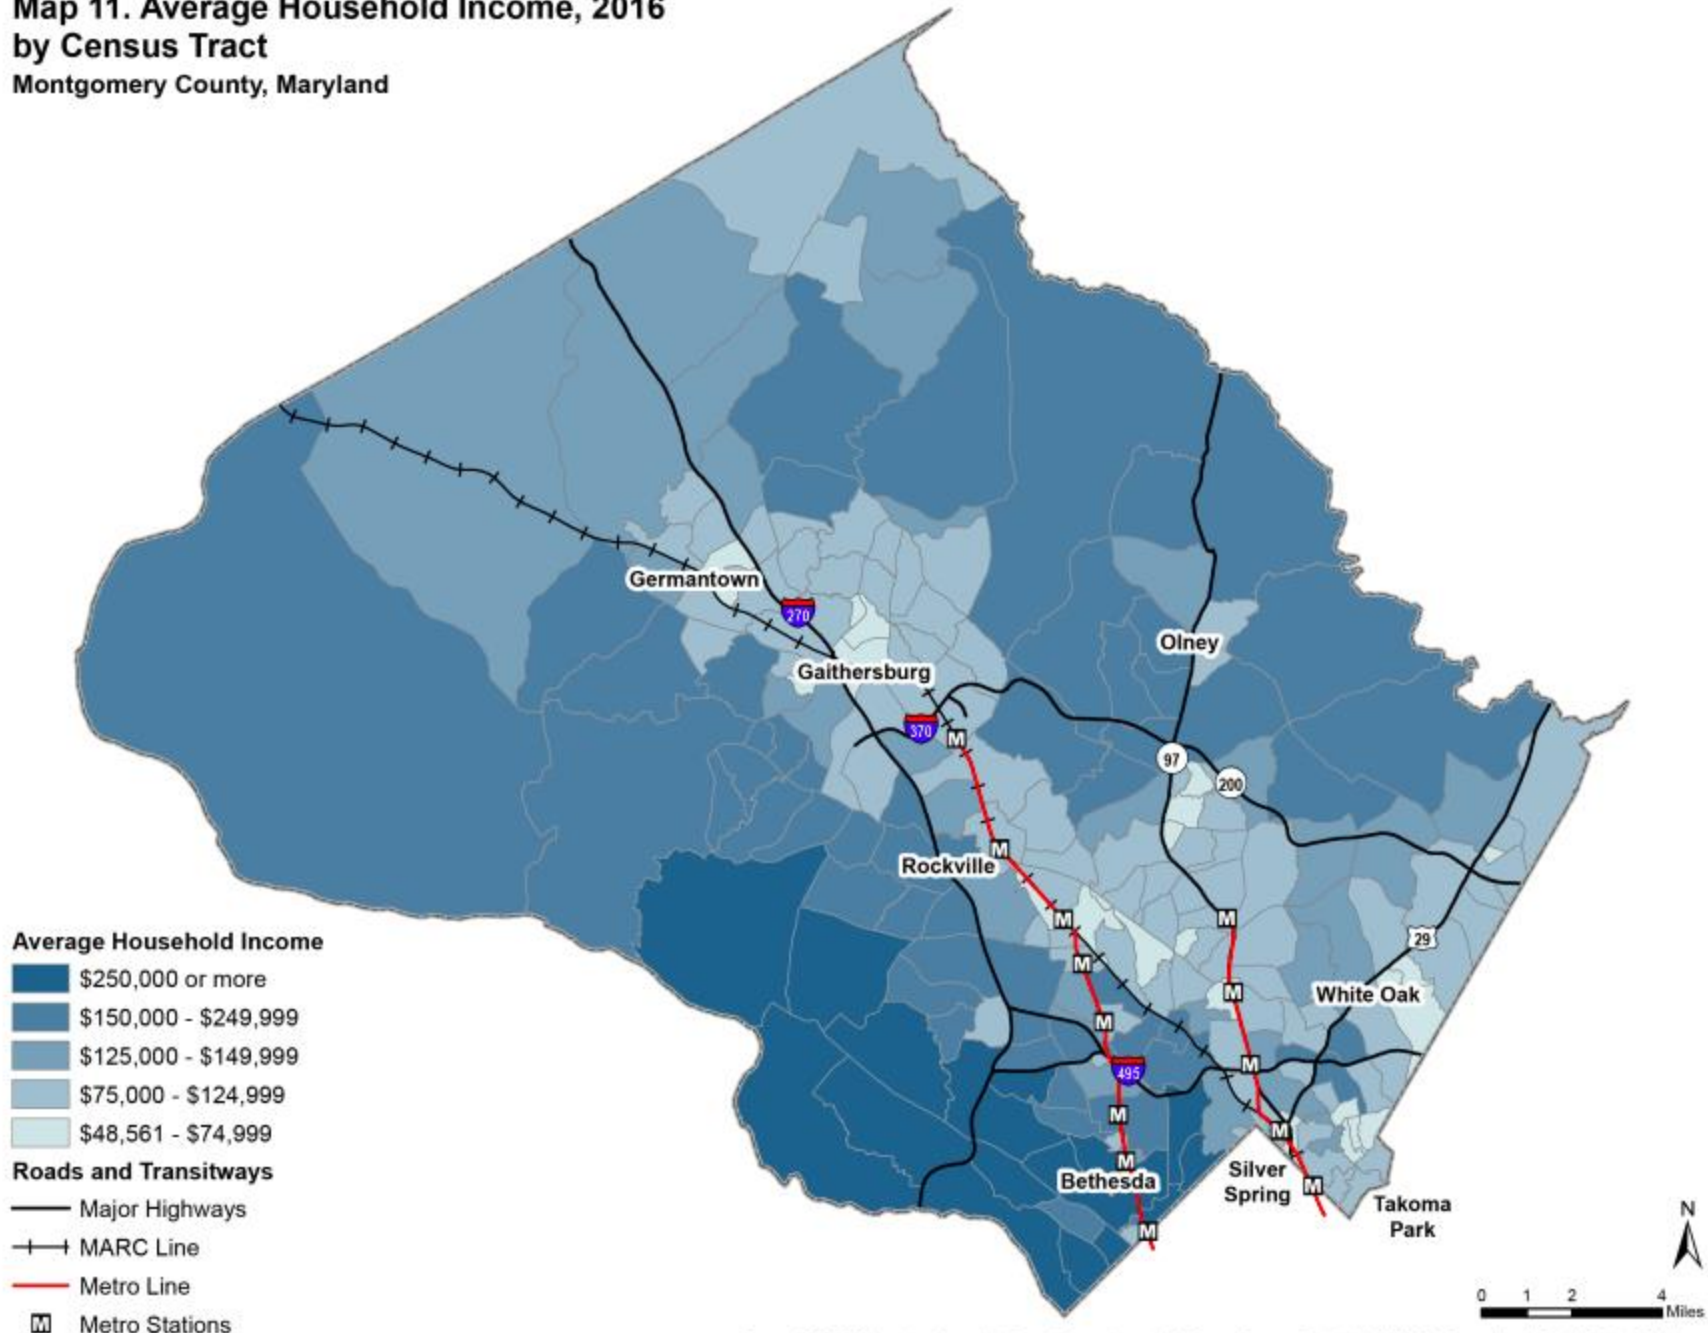 Map 11. Average Household Income, 2016
by Census Tract
Montgomery County, Maryland
Germantown
270
Gaithersburg
Olney
370
M
97
200
Rockville
M
M
M
29
M
White Oak
M
M
495
M
M
M
M
Bethesda
Silver
Spring
M
Takoma
Park
M
Average Household Income
$250,000 or more
$150,000 - $249,999
$125,000 - $149,999
$75,000 - $124,999
$48,561 - $74,999
Roads and Transitways
Major Highways
MARC Line
Metro Line
M Metro Stations
N
0 1 2 4
Miles